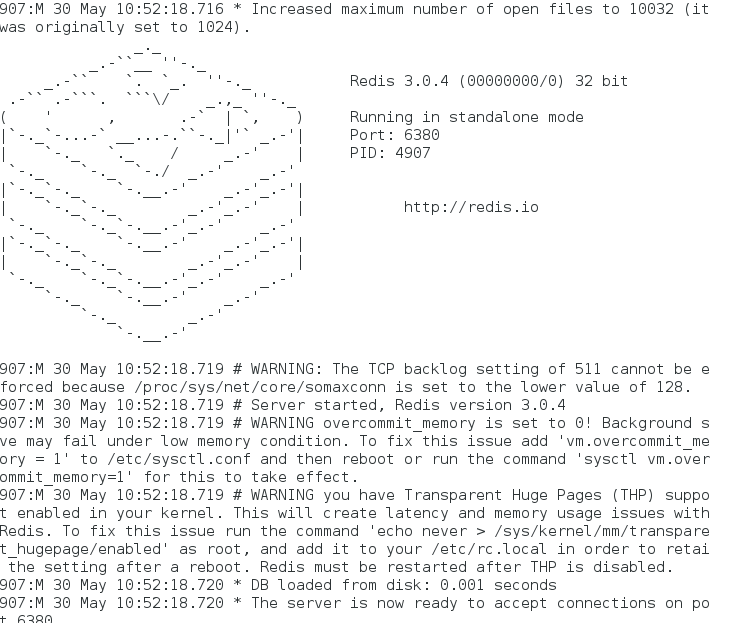 907:M 30 May 10:52:18.716 * Increased maximum number of open files to 10032 (it
was originally set to 1024).
Redis 3.0.4 (00000000/0) 32 bit
Running in standalone mode
Port: 6380
PID: 4907
http://redis.io
907:M 30 May 10:52:18.719 # WARNING: The TCP backlog setting of 511 cannot be e
forced because /proc/sys/net/core/somaxconn is set to the lower value of 128.
907:M 30 May 10:52:18.719 # Server started, Redis version 3.0.4
907:M 30 May 10:52:18.719 # WARNING overcommit_memory is set to 0! Background s
ve may fail under low memory condition. To fix this issue add 'vm.overcommit_me
ory = 1' to /etc/sysctl.conf and then reboot or run the command 'sysctl vm.over
ommit_memory=1' for this to take effect.
907:M 30 May 10:52:18.719 # WARNING you have Transparent Huge Pages (THP) suppo
t enabled in your kernel. This will create latency and memory usage issues with
Redis. To fix this issue run the command 'echo never > /sys/kernel/mm/transpare
t_hugepage/enabled' as root, and add it to your /etc/rc.local in order to retai
the setting after a reboot. Redis must be restarted after THP is disabled.
907:M 30 May 10:52:18.720 * DB loaded from disk: 0.001 seconds
907:M 30 May 10:52:18.720 * The server is now ready to accept connections on po
t 6380